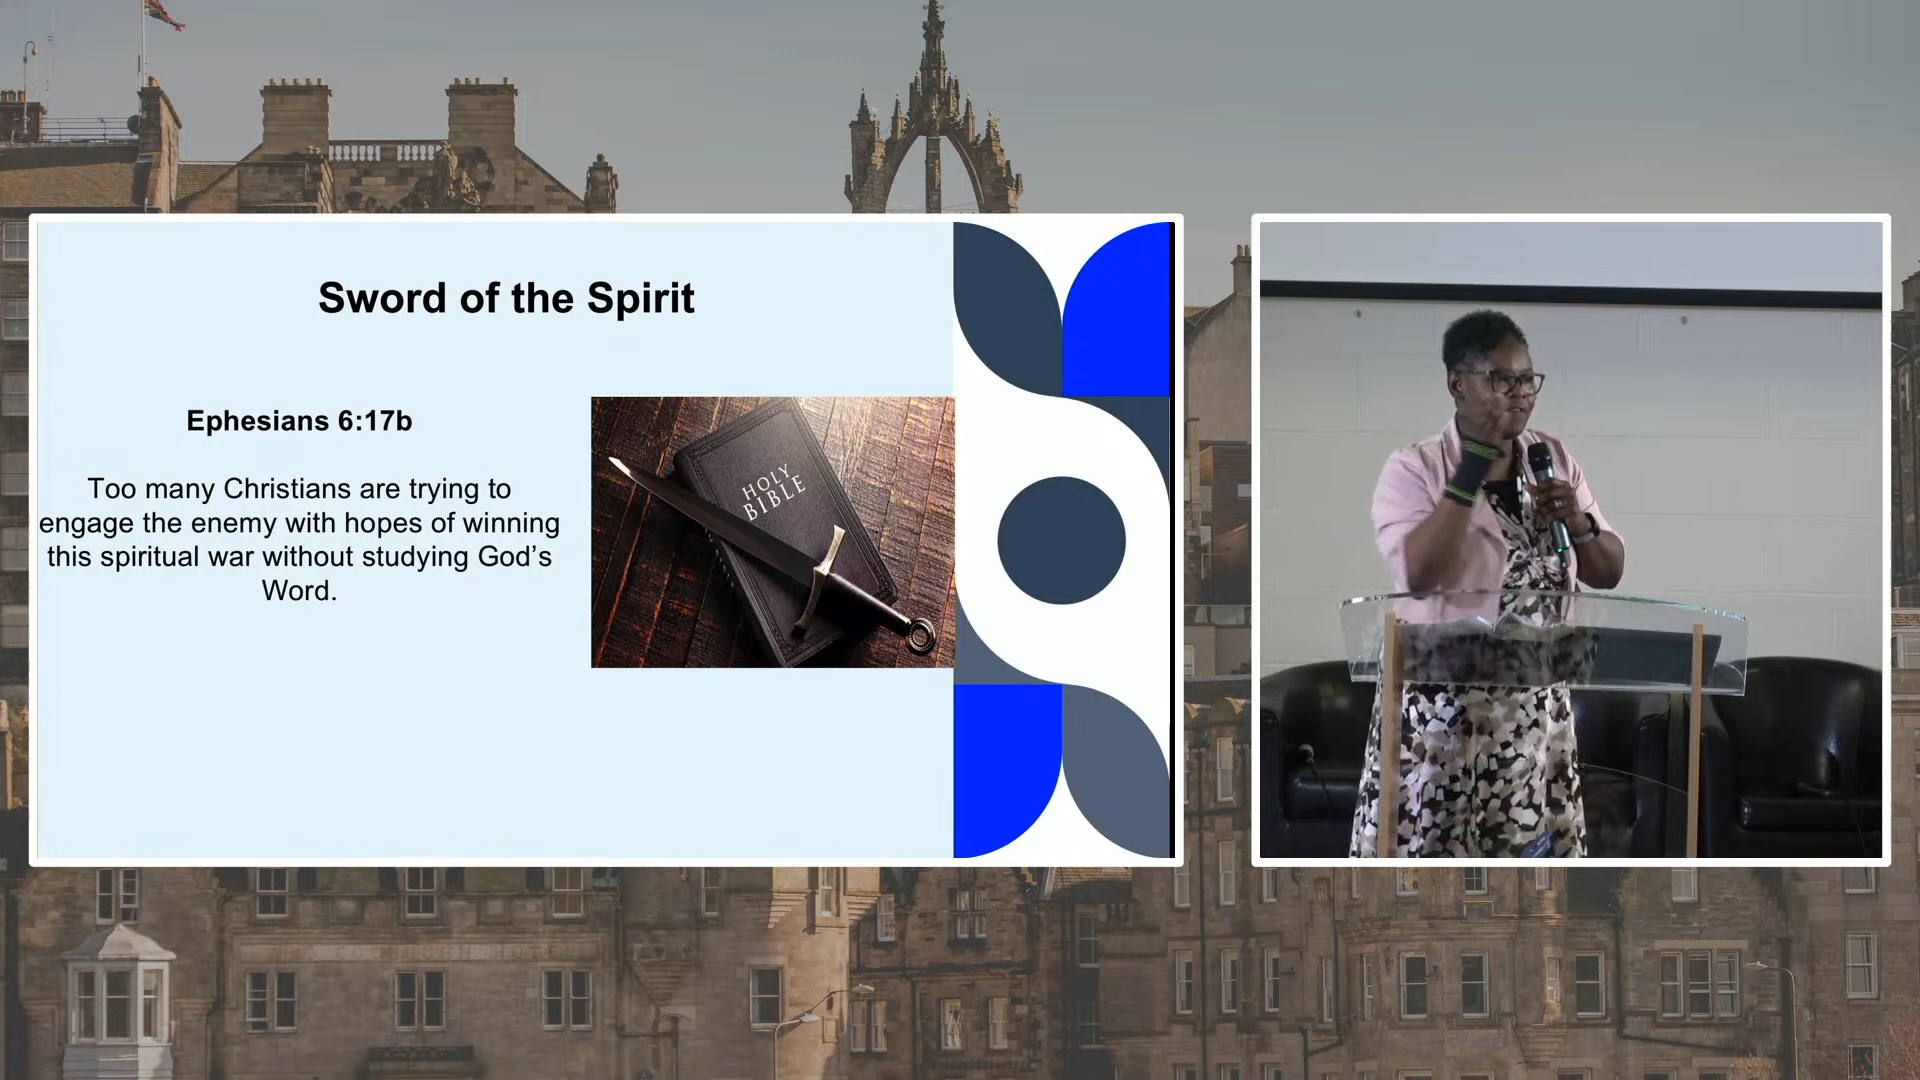 Sword of the Spirit
Ephesians 6:17b
Too many Christians are trying to
engage the enemy with hopes of winning
this spiritual war without studying God's
Word.
HOLY
BIBLE